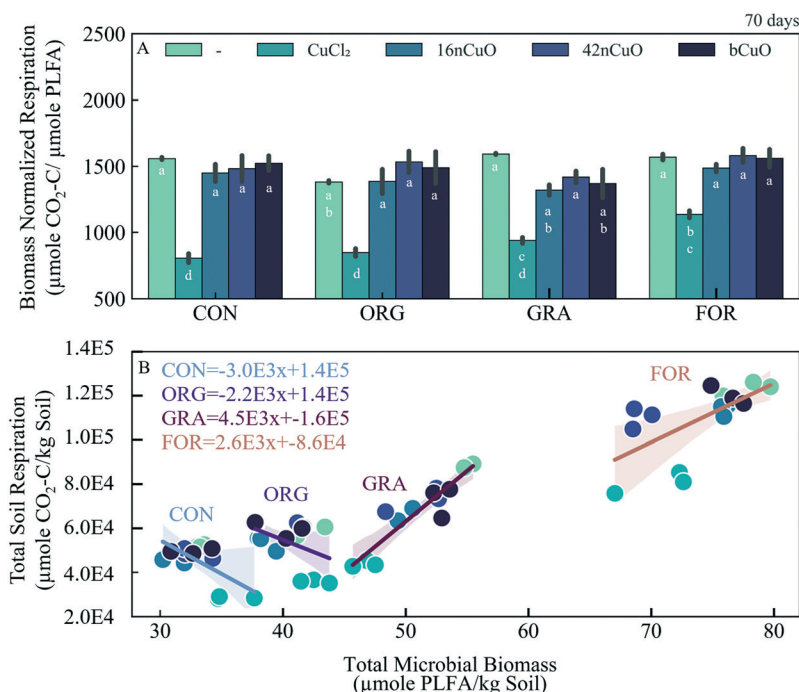 70 days
A
- CuCl₂ 16nCuO 42nCuO bCuO
Biomass Normalized Respiration
(µmole CO₂-C/ µmole PLFA)
2500
2000
1500
1000
500
a
d
a
a
a
a
b
d
a
a
a
a
c
d
a
b
a
a
b
a
b
c
a
a
a
CON ORG GRA FOR
B
CON=-3.0E3x+1.4E5
ORG=-2.2E3x+1.4E5
GRA=4.5E3x+-1.6E5
FOR=2.6E3x+-8.6E4
CON
ORG
GRA
FOR
Total Soil Respiration
(µmole CO₂-C/kg Soil)
1.4E5
1.2E5
1.0E5
8.0E4
6.0E4
4.0E4
2.0E4
30 40 50 60 70 80
Total Microbial Biomass
(µmole PLFA/kg Soil)